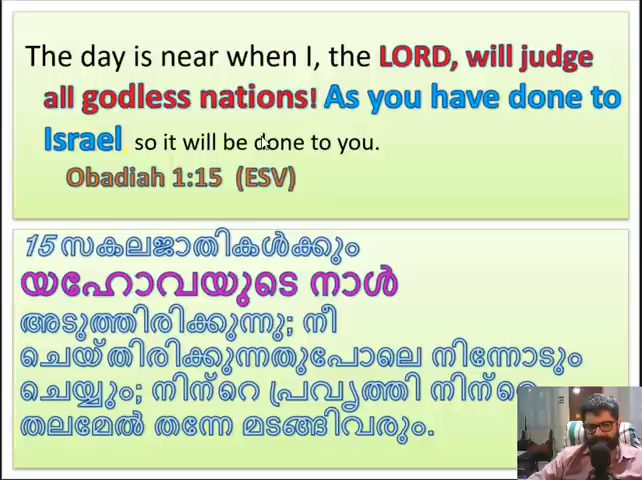 The day is near when I, the LORD, will judge
all godless nations! As you have done to
Israel so it will be done to you.
Obadiah 1:15 (ESV)
15 സകലജാതികൾക്കും
യഹോവയുടെ നാൾ
അടുത്തിരിക്കുന്നു; നീ
ചെയ്തിരിക്കുന്നതുപോലെ നിന്നോടും
ചെയ്യും; നിന്റെ പ്രവൃത്തി നിന്റെ
തലമേൽ തന്നേ മടങ്ങിവരും.